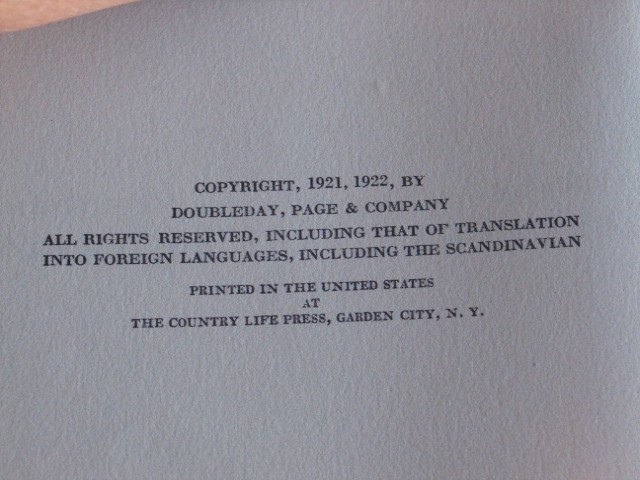 COPYRIGHT, 1921, 1922, BY
DOUBLEDAY, PAGE & COMPANY
ALL RIGHTS RESERVED, INCLUDING THAT OF TRANSLATION
INTO FOREIGN LANGUAGES, INCLUDING THE SCANDINAVIAN
PRINTED IN THE UNITED STATES
AT
THE COUNTRY LIFE PRESS, GARDEN CITY, N. Y.